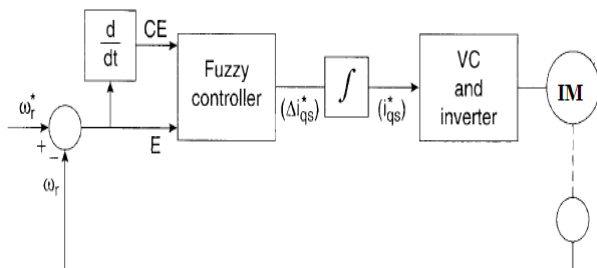 d
dt
CE
Fuzzy
controller
∫
VC
and
inverter
IM
ω*r
+
−
E
(Δi*qs)
(i*qs)
ωr